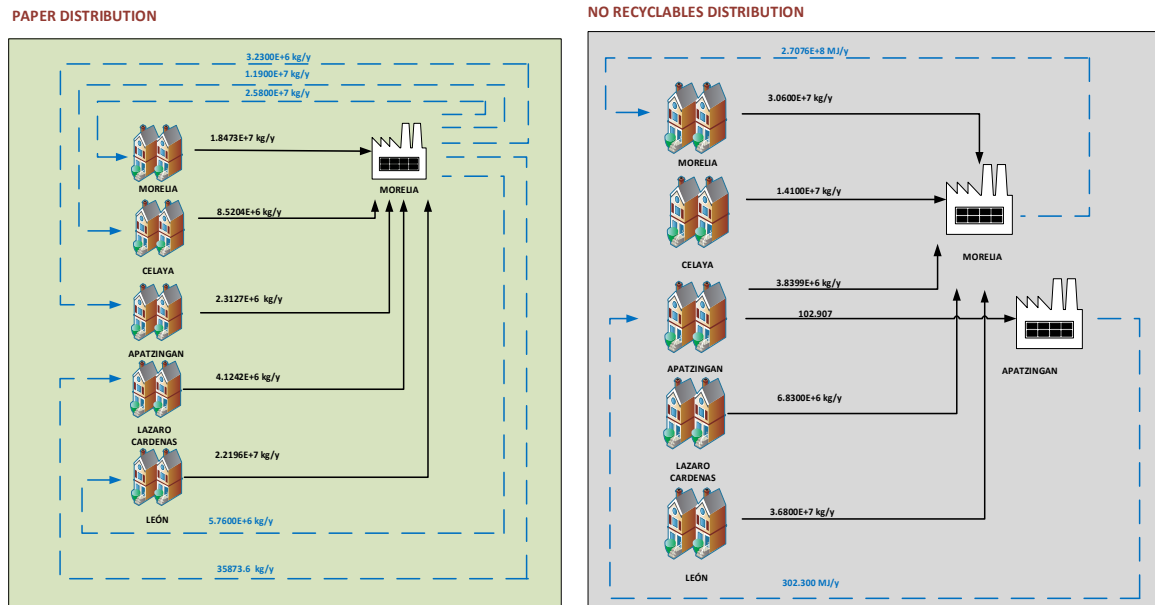 PAPER DISTRIBUTION
3.2300E+6 kg/y
1.1900E+7 kg/y
2.5800E+7 kg/y
1.8473E+7 kg/y
MORELIA
MORELIA
8.5204E+6 kg/y
CELAYA
2.3127E+6 kg/y
APATZINGAN
4.1242E+6 kg/y
LAZARO
CARDENAS
2.2196E+7 kg/y
LEÓN
5.7600E+6 kg/y
35873.6 kg/y
NO RECYCLABLES DISTRIBUTION
2.7076E+8 MJ/y
3.0600E+7 kg/y
MORELIA
1.4100E+7 kg/y
CELAYA
MORELIA
3.8399E+6 kg/y
102.907
APATZINGAN
APATZINGAN
6.8300E+6 kg/y
LAZARO
CARDENAS
3.6800E+7 kg/y
LEÓN
302.300 MJ/y